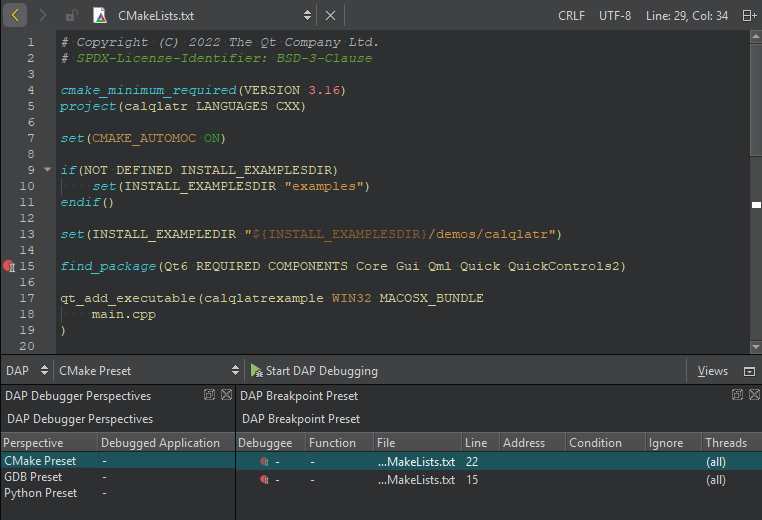 CMakeLists.txt CRLF UTF-8 Line: 29, Col: 34
1 # Copyright (C) 2022 The Qt Company Ltd.
2 # SPDX-License-Identifier: BSD-3-Clause
3
4 cmake_minimum_required(VERSION 3.16)
5 project(calqlatr LANGUAGES CXX)
6
7 set(CMAKE_AUTOMOC ON)
8
9 if(NOT DEFINED INSTALL_EXAMPLESDIR)
10 set(INSTALL_EXAMPLESDIR "examples")
11 endif()
12
13 set(INSTALL_EXAMPLEDIR "${INSTALL_EXAMPLESDIR}/demos/calqlatr")
14
15 find_package(Qt6 REQUIRED COMPONENTS Core Gui Qml Quick QuickControls2)
16
17 qt_add_executable(calqlatrexample WIN32 MACOSX_BUNDLE
18 main.cpp
19 )
20
DAP CMake Preset Start DAP Debugging Views
DAP Debugger Perspectives DAP Breakpoint Preset
DAP Debugger Perspectives DAP Breakpoint Preset
Perspective Debugged Application Debuggee Function File Line Address Condition Ignore Threads
CMake Preset - - - ...MakeLists.txt 22 (all)
GDB Preset - - - ...MakeLists.txt 15 (all)
Python Preset -